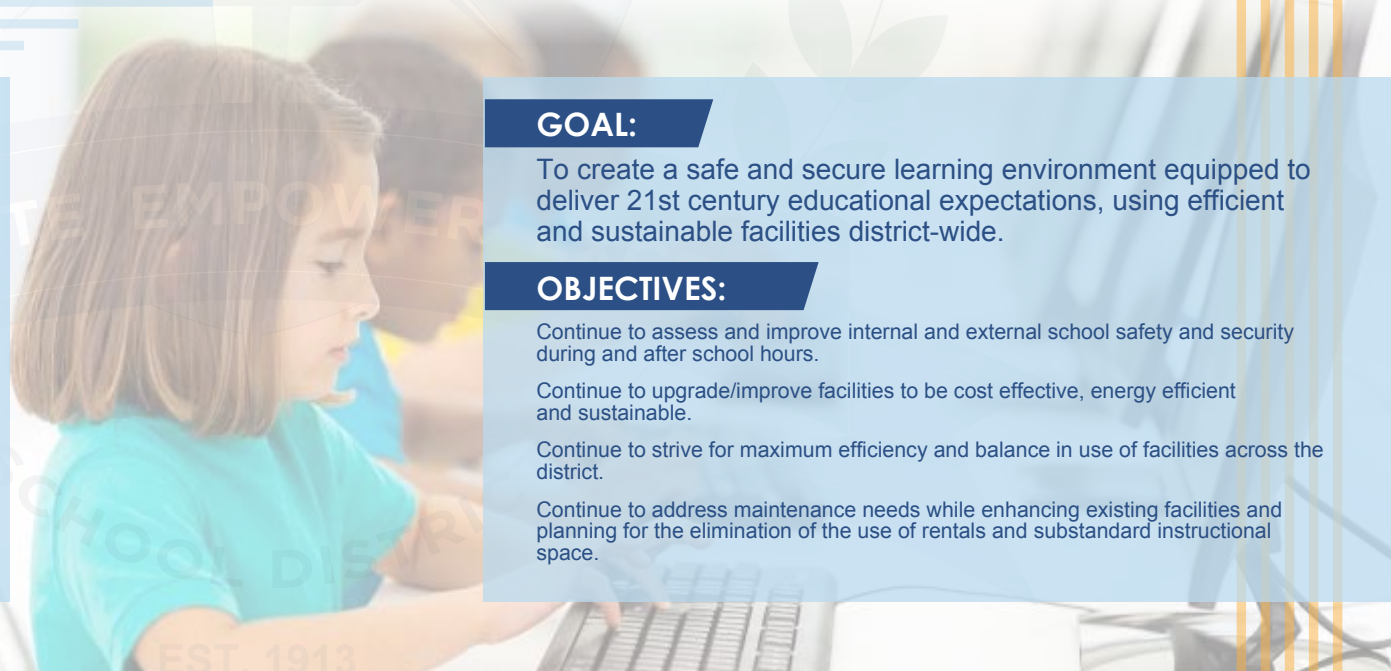 GOAL:
To create a safe and secure learning environment equipped to
deliver 21st century educational expectations, using efficient
and sustainable facilities district-wide.
OBJECTIVES:
Continue to assess and improve internal and external school safety and security
during and after school hours.
Continue to upgrade/improve facilities to be cost effective, energy efficient
and sustainable.
Continue to strive for maximum efficiency and balance in use of facilities across the
district.
Continue to address maintenance needs while enhancing existing facilities and
planning for the elimination of the use of rentals and substandard instructional
space.
EMPOWER
SCHOOL
EST. 1913